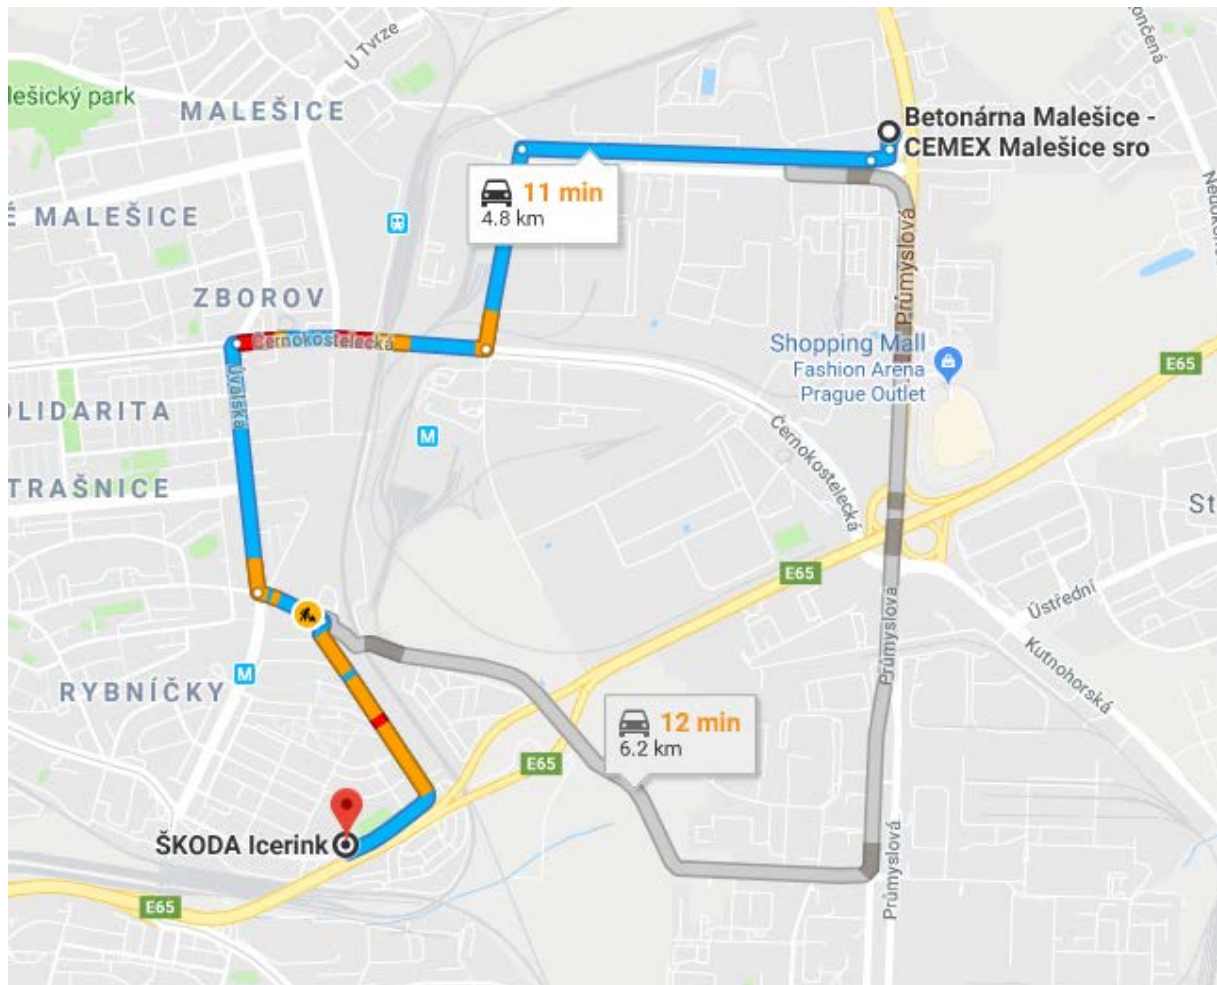 U Tvrze
lešický park
MALEŠICE
ončená
Betonárna Malešice -
CEMEX Malešice sro
11 min
4.8 km
É MALEŠICE
Průmyslová
ZBOROV
Černokostelecká
Shopping Mall
Fashion Arena
Prague Outlet
E65
Úvalská
OLIDARITA
M
Černokostelecká
TRAŠNICE
St
E65
Ústřední
Průmyslová
Kutnohorská
M
RYBNÍČKY
12 min
6.2 km
E65
ŠKODA Icerink
Průmyslová
E65